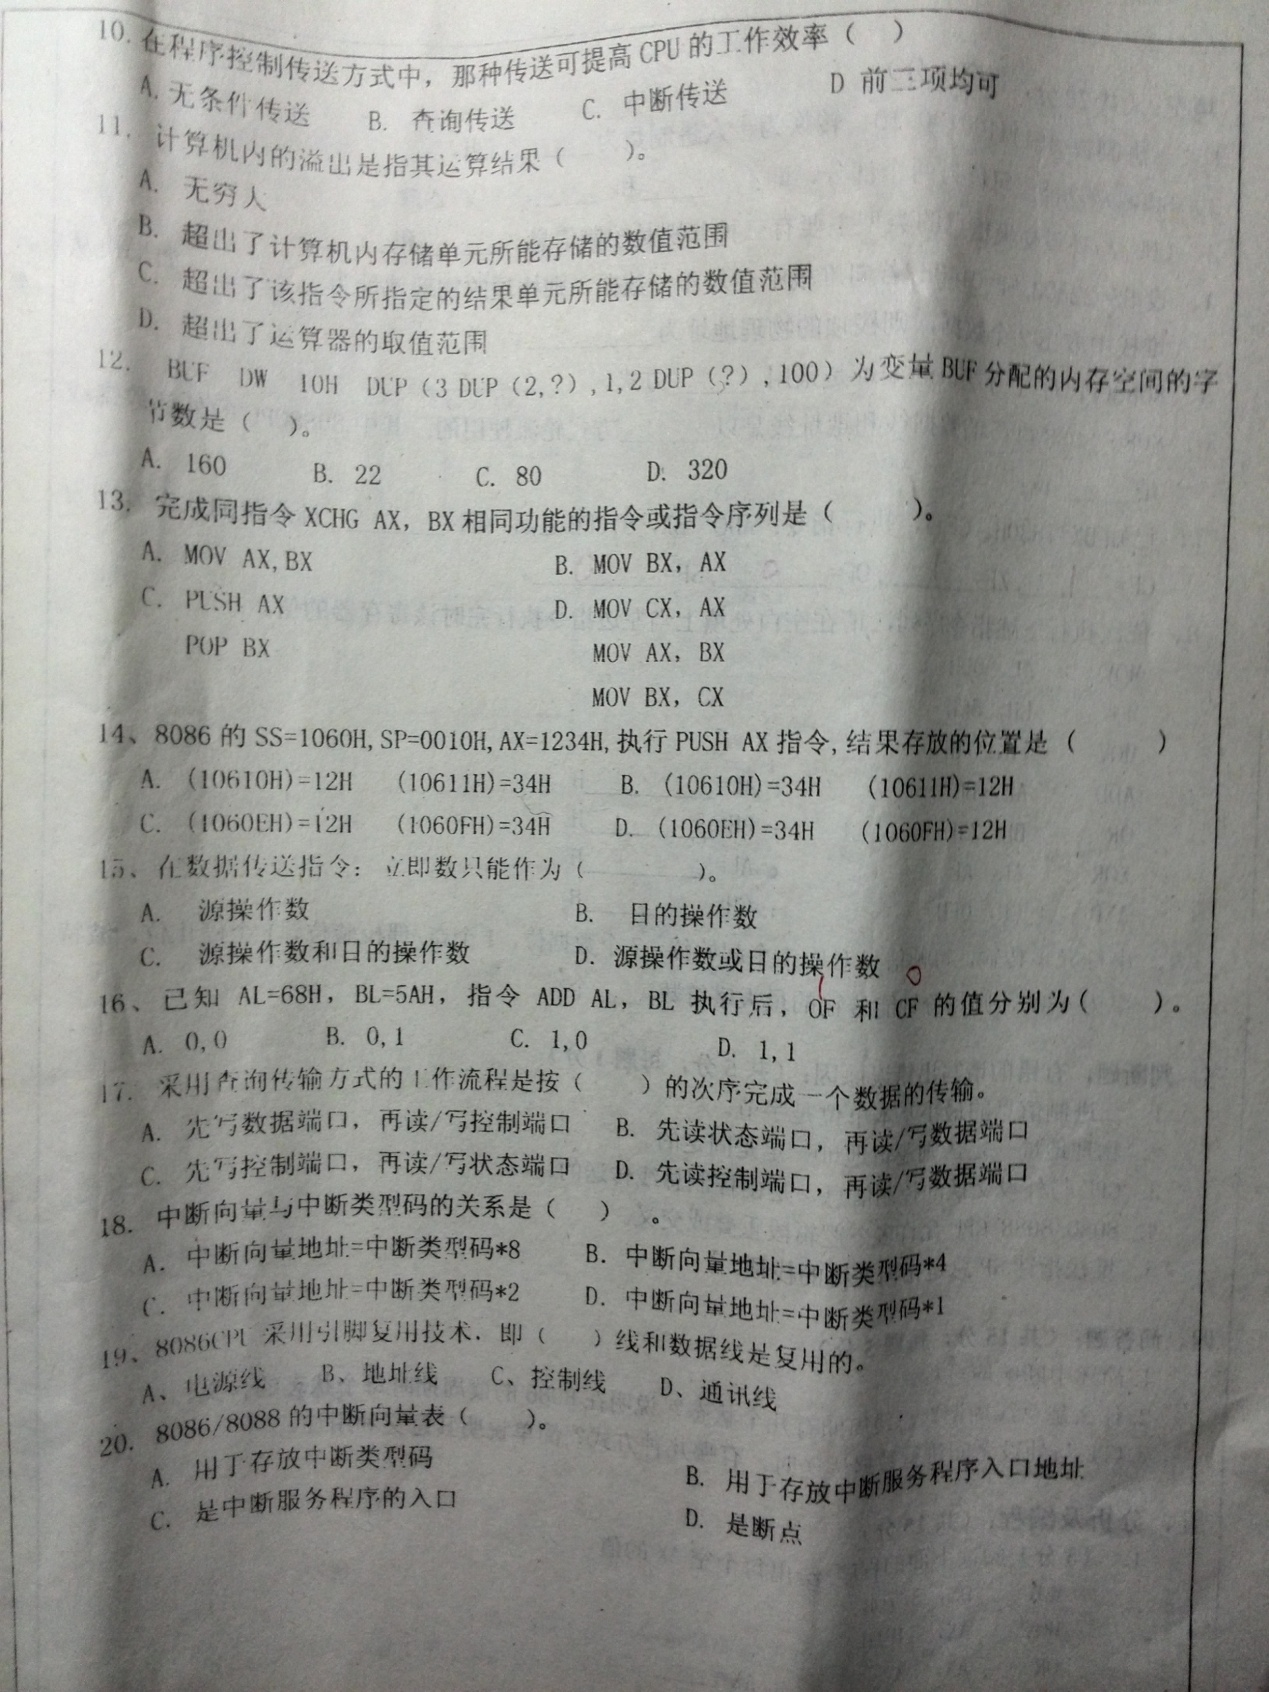 10. 在程序控制传送方式中，那种传送可提高 CPU 的工作效率（ ）
A. 无条件传送 B. 查询传送 C. 中断传送 D 前三项均可
11. 计算机内的溢出是指其运算结果（ ）。
A. 无穷大
B. 超出了计算机内存储单元所能存储的数值范围
C. 超出了该指令所指定的结果单元所能存储的数值范围
D. 超出了运算器的取值范围
12. BUF DW 10H DUP（3 DUP（2,?）,1,2 DUP（?）,100）为变量 BUF 分配的内存空间的字
节数是（ ）。
A. 160 B. 22 C. 80 D. 320
13. 完成同指令 XCHG AX, BX 相同功能的指令或指令序列是（ ）。
A. MOV AX,BX B. MOV BX, AX
C. PUSH AX D. MOV CX, AX
POP BX MOV AX, BX
MOV BX, CX
14、8086 的 SS=1060H, SP=0010H, AX=1234H, 执行 PUSH AX 指令, 结果存放的位置是（ ）
A. (10610H)=12H (10611H)=34H B. (10610H)=34H (10611H)=12H
C. (1060EH)=12H (1060FH)=34H D. (1060EH)=34H (1060FH)=12H
15、在数据传送指令：立即数只能作为（ ）。
A. 源操作数 B. 目的操作数
C. 源操作数和目的操作数 D. 源操作数或目的操作数
1 0
16、已知 AL=68H, BL=5AH, 指令 ADD AL, BL 执行后, OF 和 CF 的值分别为（ ）。
A. 0,0 B. 0,1 C. 1,0 D. 1,1
17. 采用查询传输方式的工作流程是按（ ）的次序完成一个数据的传输。
A. 先写数据端口，再读/写控制端口 B. 先读状态端口，再读/写数据端口
C. 先写控制端口，再读/写状态端口 D. 先读控制端口，再读/写数据端口
18. 中断向量与中断类型码的关系是（ ）。
A. 中断向量地址=中断类型码*8 B. 中断向量地址=中断类型码*4
C. 中断向量地址=中断类型码*2 D. 中断向量地址=中断类型码*1
19、8086CPU 采用引脚复用技术. 即（ ）线和数据线是复用的。
A、电源线 B、地址线 C、控制线 D、通讯线
20. 8086/8088 的中断向量表（ ）。
A. 用于存放中断类型码 B. 用于存放中断服务程序入口地址
C. 是中断服务程序的入口 D. 是断点